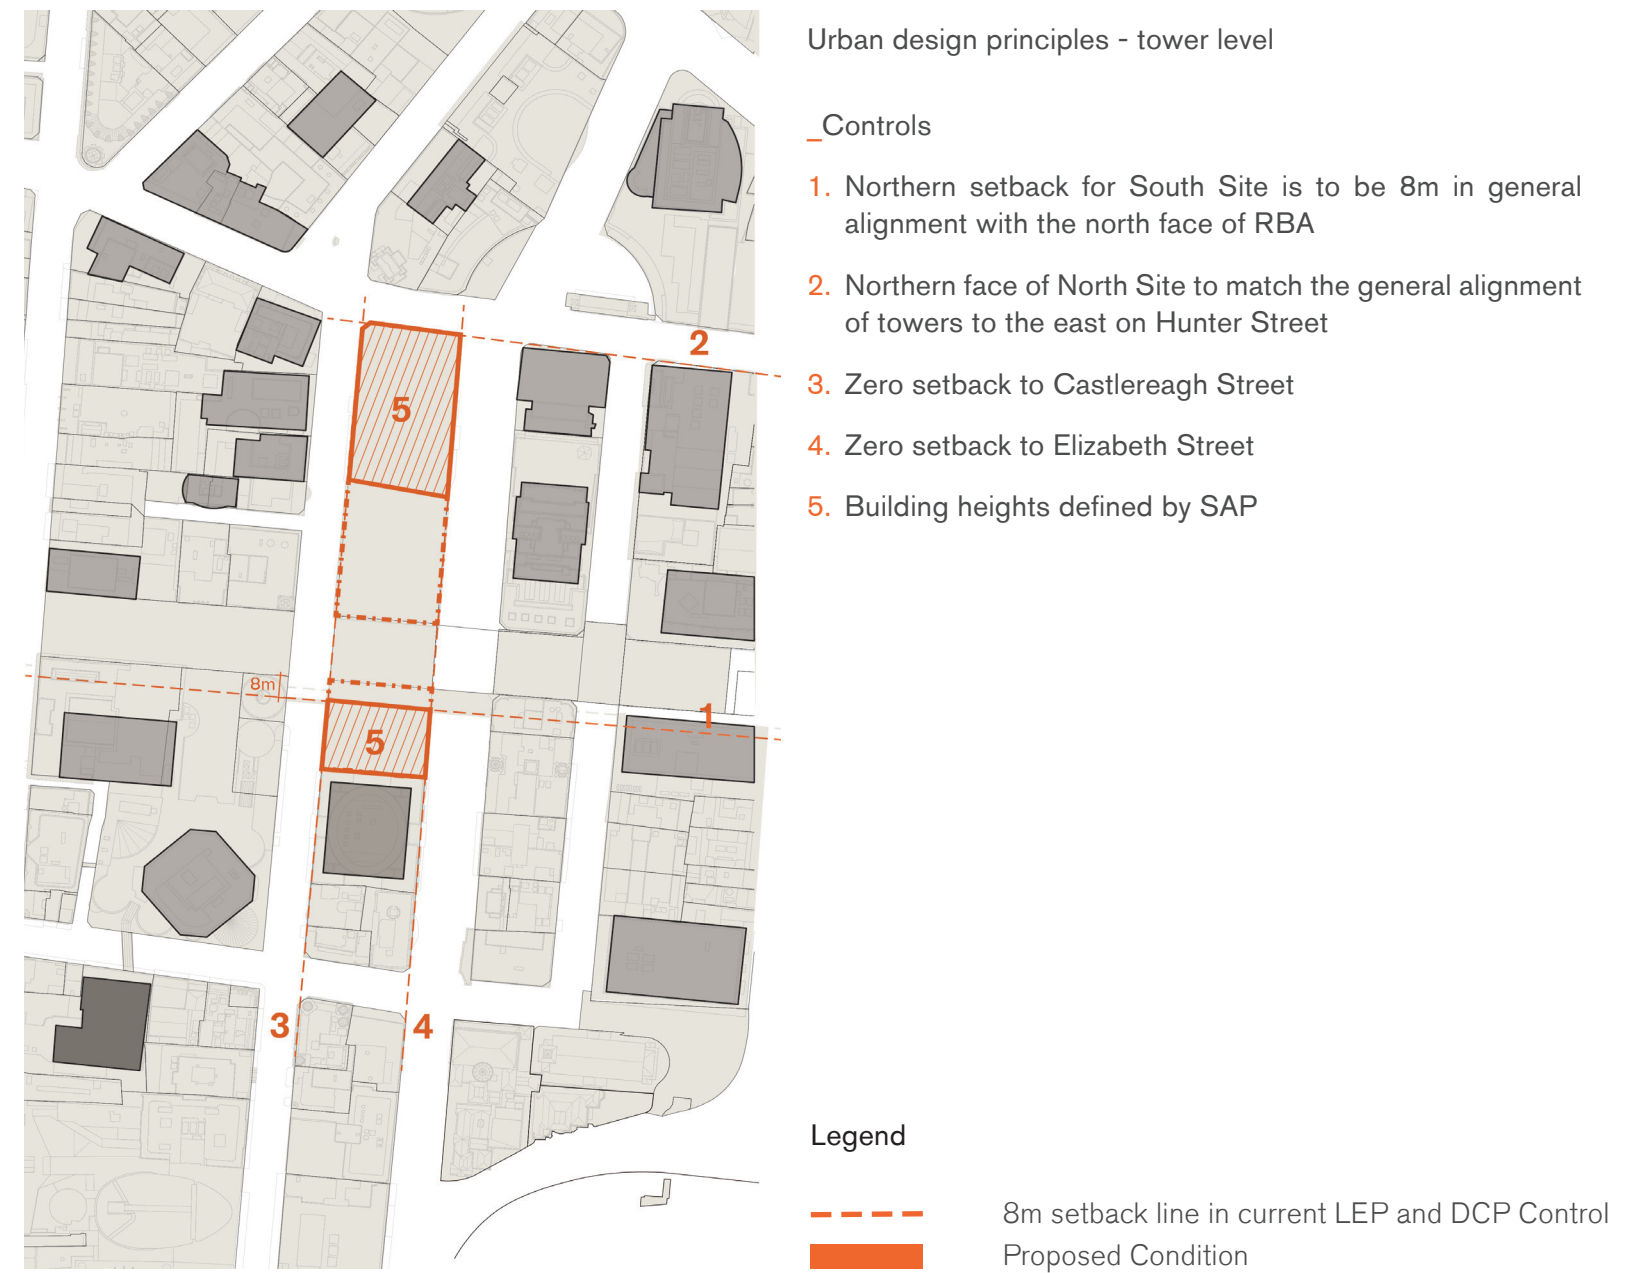 Urban design principles - tower level
_Controls
1. Northern setback for South Site is to be 8m in general
alignment with the north face of RBA
2. Northern face of North Site to match the general alignment
of towers to the east on Hunter Street
3. Zero setback to Castlereagh Street
4. Zero setback to Elizabeth Street
5. Building heights defined by SAP
2
5
8m
1
5
3
4
Legend
8m setback line in current LEP and DCP Control
Proposed Condition